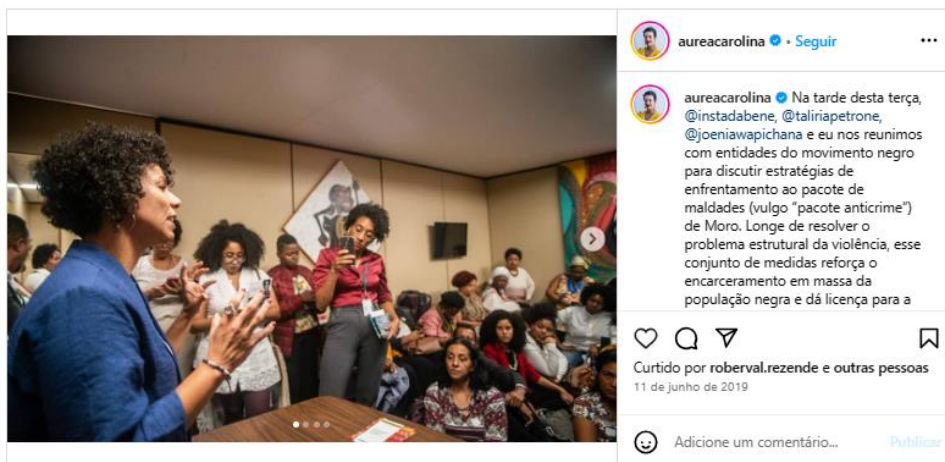 aureacarolina • Seguir
aureacarolina Na tarde desta terça,
@instadabene, @taliriapetrone,
@joeniawapichana e eu nos reunimos
com entidades do movimento negro
para discutir estratégias de
enfrentamento ao pacote de
maldades (vulgo "pacote anticrime")
de Moro. Longe de resolver o
problema estrutural da violência, esse
conjunto de medidas reforça o
encarceramento em massa da
população negra e dá licença para a
Curtido por roberval.rezende e outras pessoas
11 de junho de 2019
Adicione um comentário...
Publicar